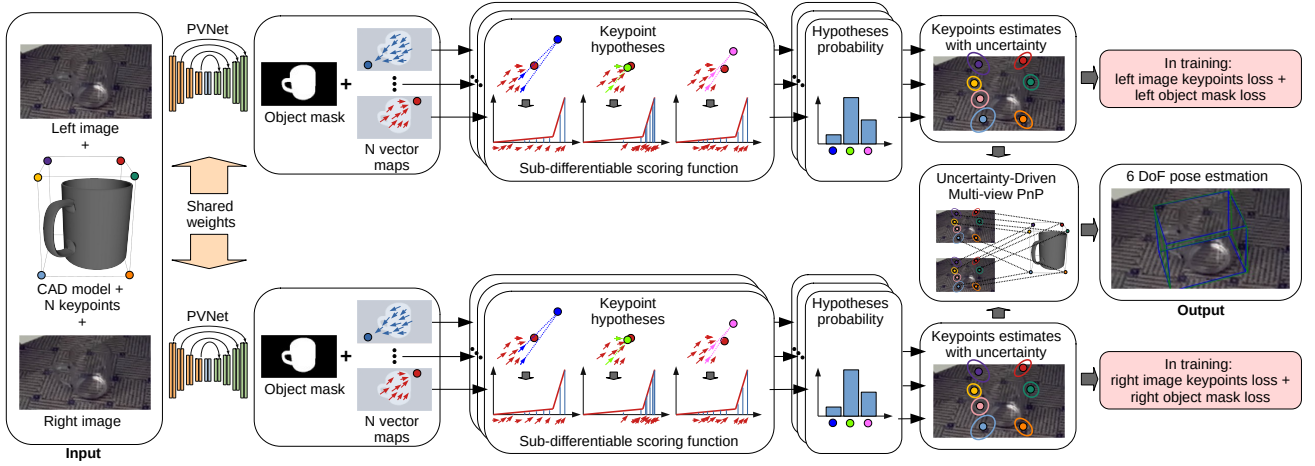 PVNet
Left image
+
CAD model +
N keypoints
+
Right image
Input
Shared
weights
PVNet
Object mask
+
N vector
maps
Keypoint
hypotheses
Sub-differentiable scoring function
Hypotheses
probability
Keypoints estimates
with uncertainty
In training:
left image keypoints loss +
left object mask loss
Uncertainty-Driven
Multi-view PnP
6 DoF pose estmation
Output
Object mask
+
N vector
maps
Keypoint
hypotheses
Sub-differentiable scoring function
Hypotheses
probability
Keypoints estimates
with uncertainty
In training:
right image keypoints loss +
right object mask loss